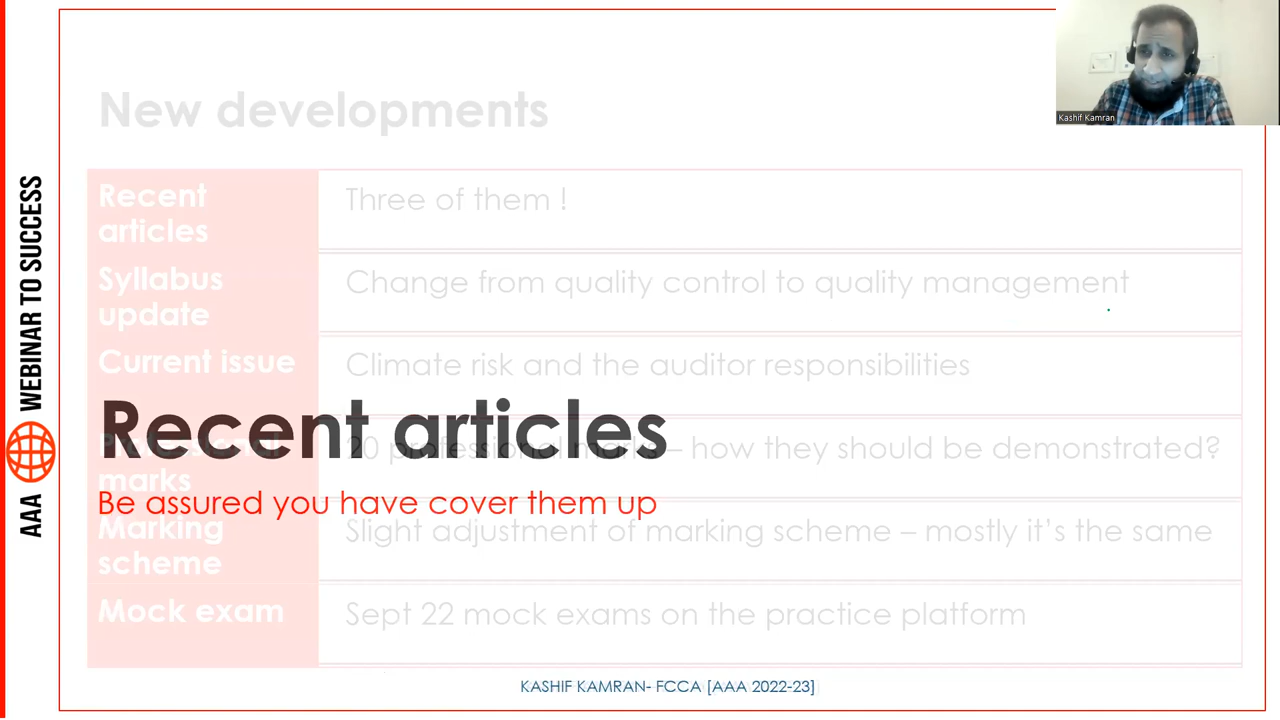 New developments
Kashif Kamran
Recent
articles
Three of them !
Syllabus
update
Change from quality control to quality management
Current issue
Climate risk and the auditor responsibilities
Recent articles
marks
20 professional marks – how they should be demonstrated?
Be assured you have cover them up
Marking
scheme
Slight adjustment of marking scheme – mostly it's the same
Mock exam
Sept 22 mock exams on the practice platform
KASHIF KAMRAN- FCCA [AAA 2022-23]
AAA WEBINAR TO SUCCESS